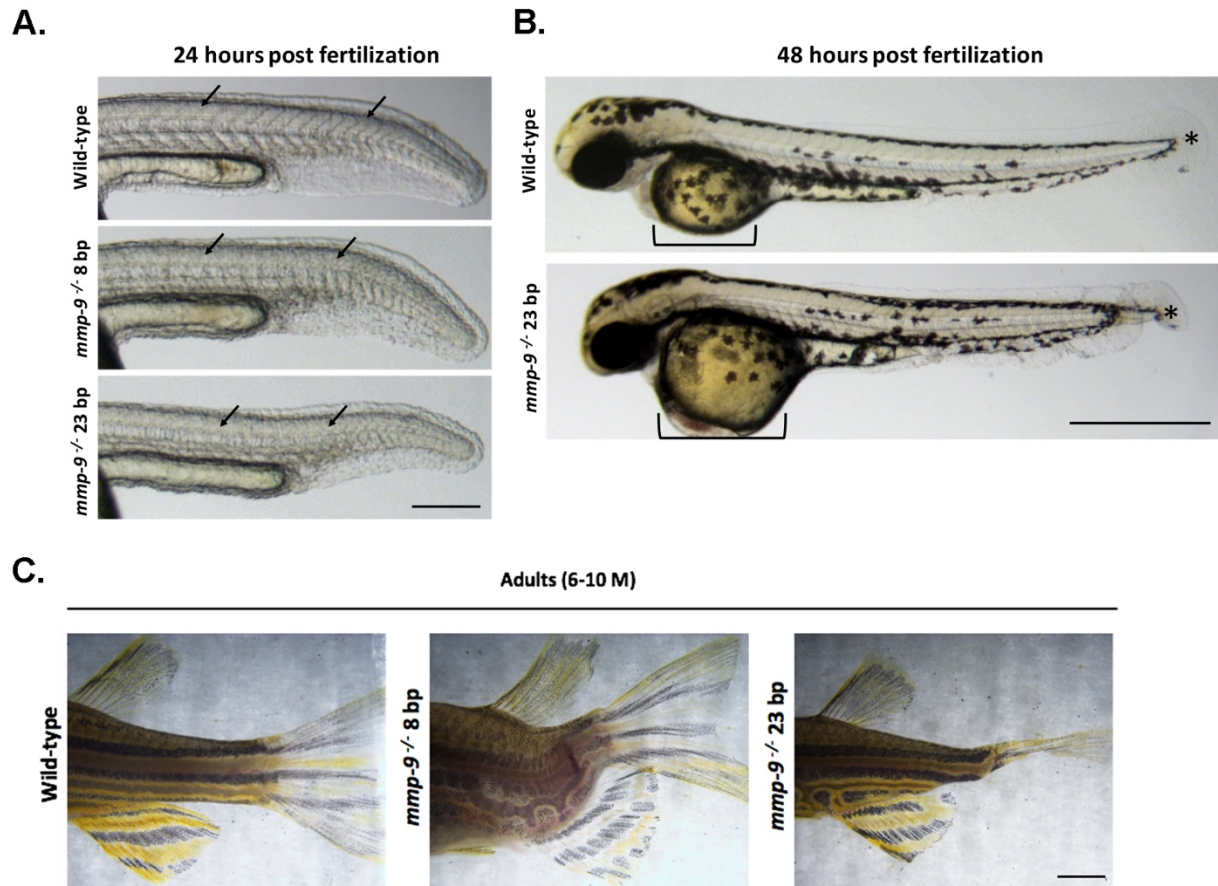 A.
24 hours post fertilization
Wild-type
mmp-9 -/- 8 bp
mmp-9 -/- 23 bp
B.
48 hours post fertilization
Wild-type
*
mmp-9 -/- 23 bp
*
C.
Adults (6-10 M)
Wild-type
mmp-9 -/- 8 bp
mmp-9 -/- 23 bp